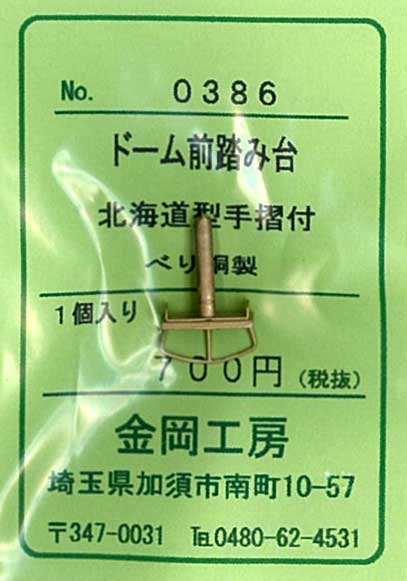 No. 0386
ドーム前踏み台
北海道型手摺付
べり銅製
1個入り
700円(税抜)
金岡工房
埼玉県加須市南町10-57
〒347-0031 ℡0480-62-4531